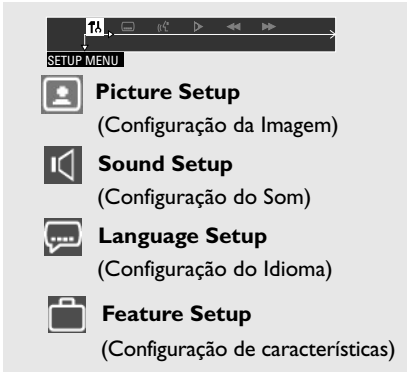 SETUP MENU
Picture Setup
(Configuração da Imagem)
Sound Setup
(Configuração do Som)
Language Setup
(Configuração do Idioma)
Feature Setup
(Configuração de características)